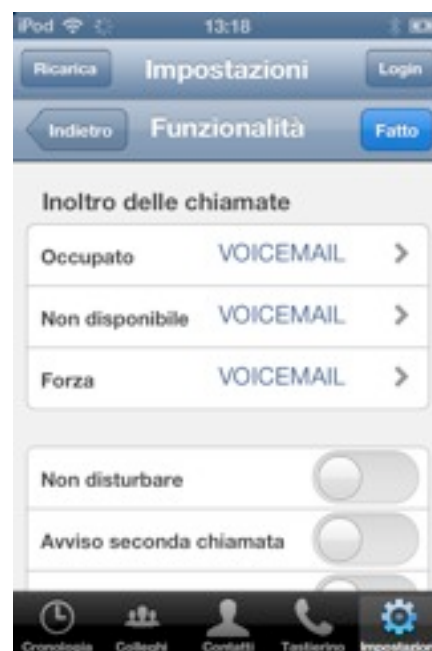 iPod 13:18
Ricarica Impostazioni Login
Indietro Funzionalità Fatto
Inoltro delle chiamate
Occupato VOICEMAIL
Non disponibile VOICEMAIL
Forza VOICEMAIL
Non disturbare
Avviso seconda chiamata
Cronologia Colleghi Contatti Tastierino Impostazioni